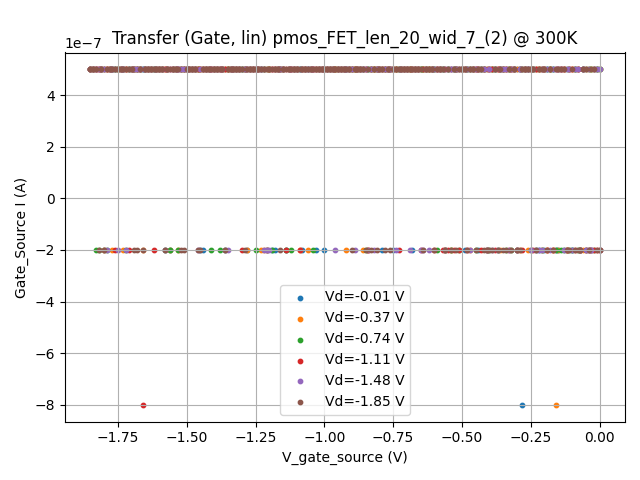 Transfer (Gate, lin) pmos_FET_len_20_wid_7_(2) @ 300K
1e−7
4
2
0
−2
−4
−6
−8
Gate_Source I (A)
Vd=-0.01 V
Vd=-0.37 V
Vd=-0.74 V
Vd=-1.11 V
Vd=-1.48 V
Vd=-1.85 V
−1.75 −1.50 −1.25 −1.00 −0.75 −0.50 −0.25 0.00
V_gate_source (V)